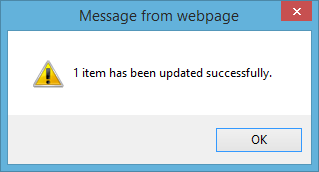 Message from webpage
1 item has been updated successfully.
OK